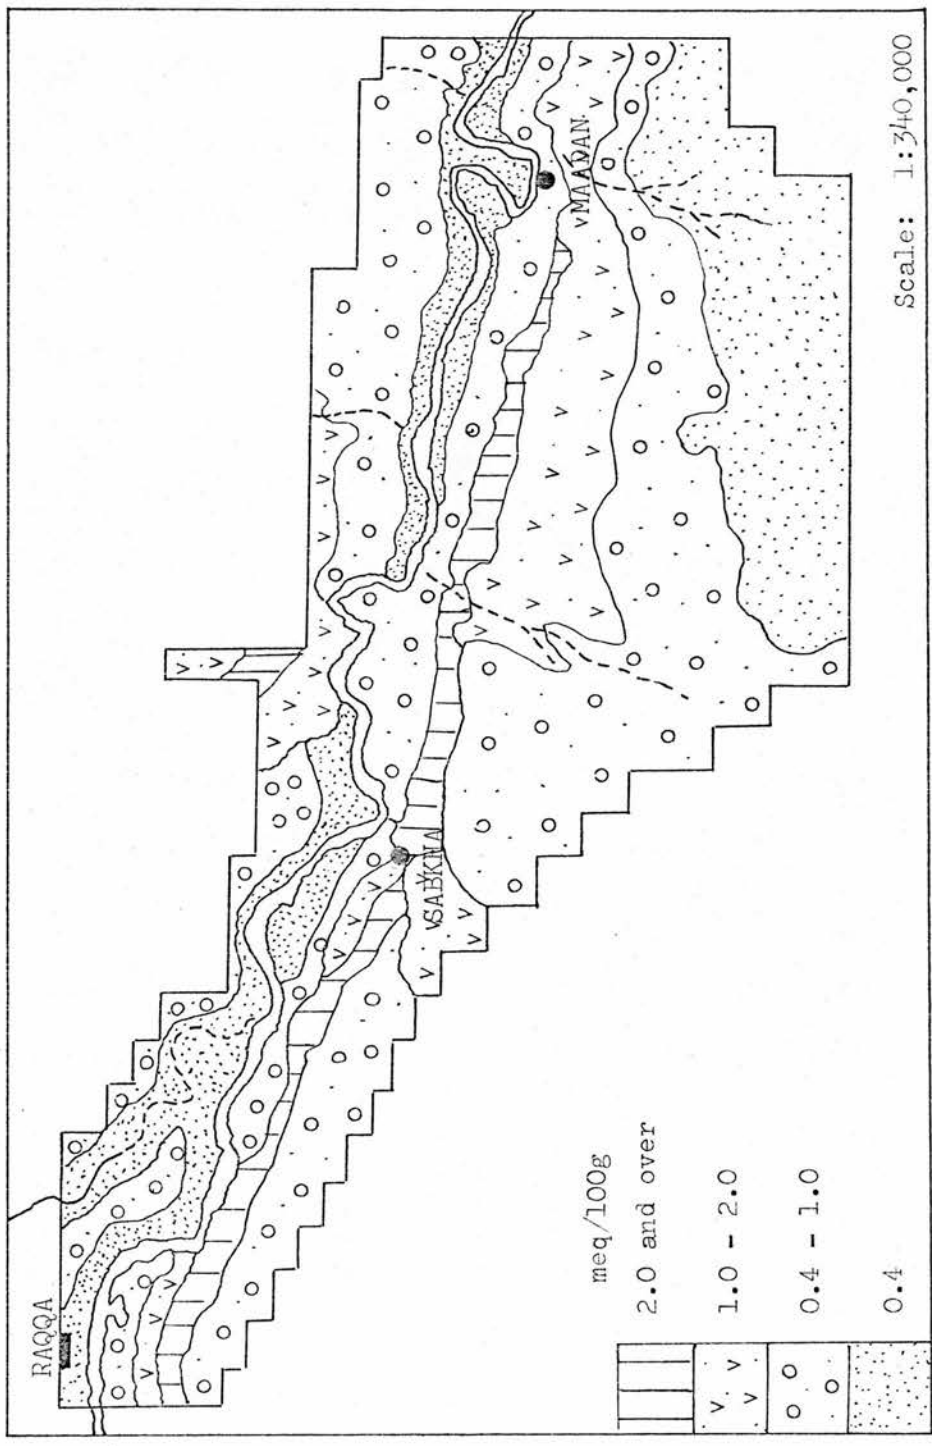 RAQQA
SABKHA
MAADAN
meq/100g
2.0 and over
1.0 - 2.0
0.4 - 1.0
0.4
Scale: 1:340,000